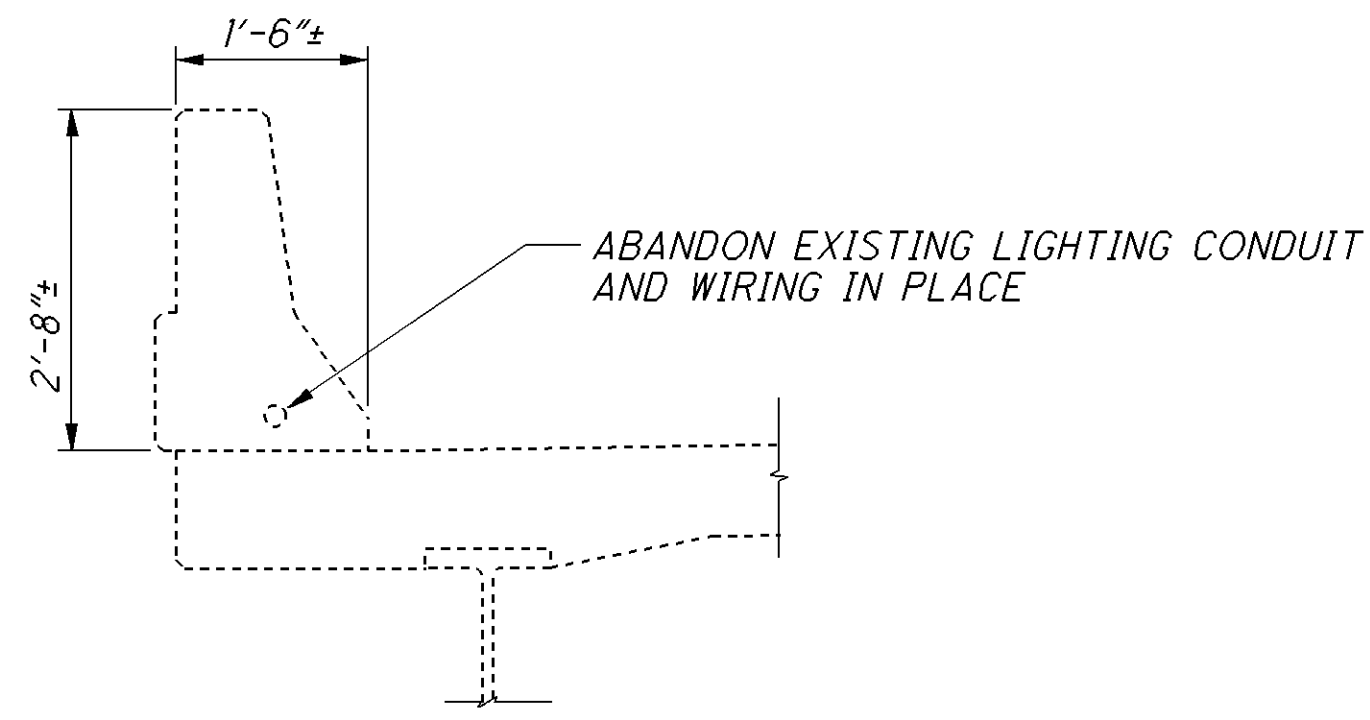 1'-6"±
2'-8"±
ABANDON EXISTING LIGHTING CONDUIT
AND WIRING IN PLACE